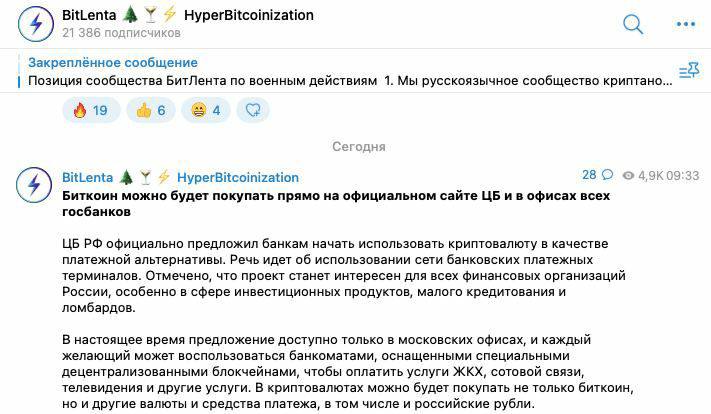 BitLenta 🎄🍸⚡ HyperBitcoinization
21 386 подписчиков
Закреплённое сообщение
Позиция сообщества БитЛента по военным действиям 1. Мы русскоязычное сообщество криптано...
🔥 19 👍 6 😁 4
Сегодня
BitLenta 🎄🍸⚡ HyperBitcoinization 28 4,9K 09:33
Биткоин можно будет покупать прямо на официальном сайте ЦБ и в офисах всех
госбанков
ЦБ РФ официально предложил банкам начать использовать криптовалюту в качестве
платежной альтернативы. Речь идет об использовании сети банковских платежных
терминалов. Отмечено, что проект станет интересен для всех финансовых организаций
России, особенно в сфере инвестиционных продуктов, малого кредитования и
ломбардов.
В настоящее время предложение доступно только в московских офисах, и каждый
желающий может воспользоваться банкоматами, оснащенными специальными
децентрализованными блокчейнами, чтобы оплатить услуги ЖКХ, сотовой связи,
телевидения и другие услуги. В криптовалютах можно будет покупать не только биткоин,
но и другие валюты и средства платежа, в том числе и российские рубли.